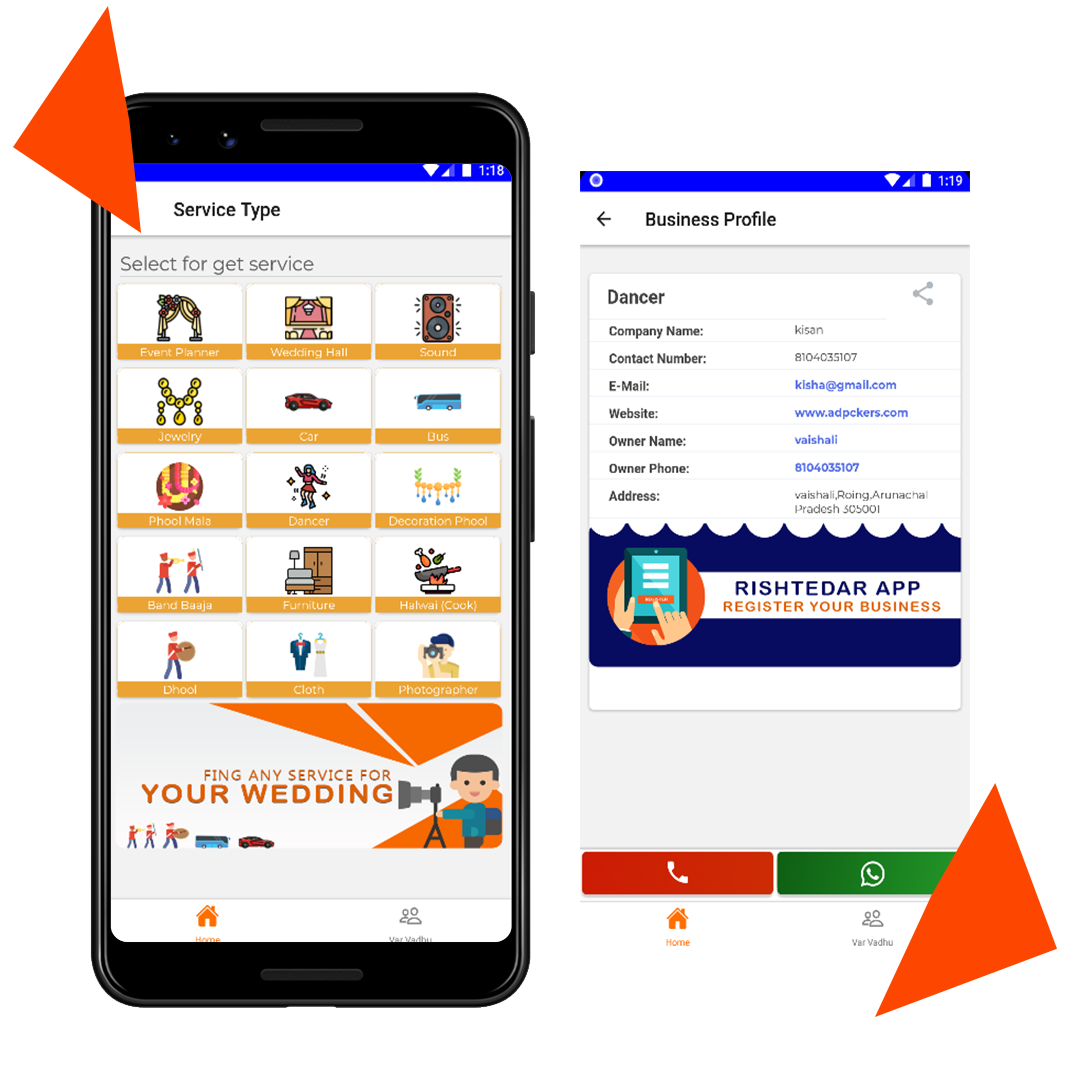 1:18
Service Type
Select for get service
Event Planner
Wedding Hall
Sound
Jewelry
Car
Bus
Phool Mala
Dancer
Decoration Phool
Band Baaja
Furniture
Halwai (Cook)
Dhool
Cloth
Photographer
FING ANY SERVICE FOR
YOUR WEDDING
Home
Var Vadhu
1:19
Business Profile
Dancer
Company Name: kisan
Contact Number: 8104035107
E-Mail: kisha@gmail.com
Website: www.adpckers.com
Owner Name: vaishali
Owner Phone: 8104035107
Address: vaishali,Roing,Arunachal
Pradesh 305001
RISHTEDAR APP
REGISTER YOUR BUSINESS
Home
Var Vadhu